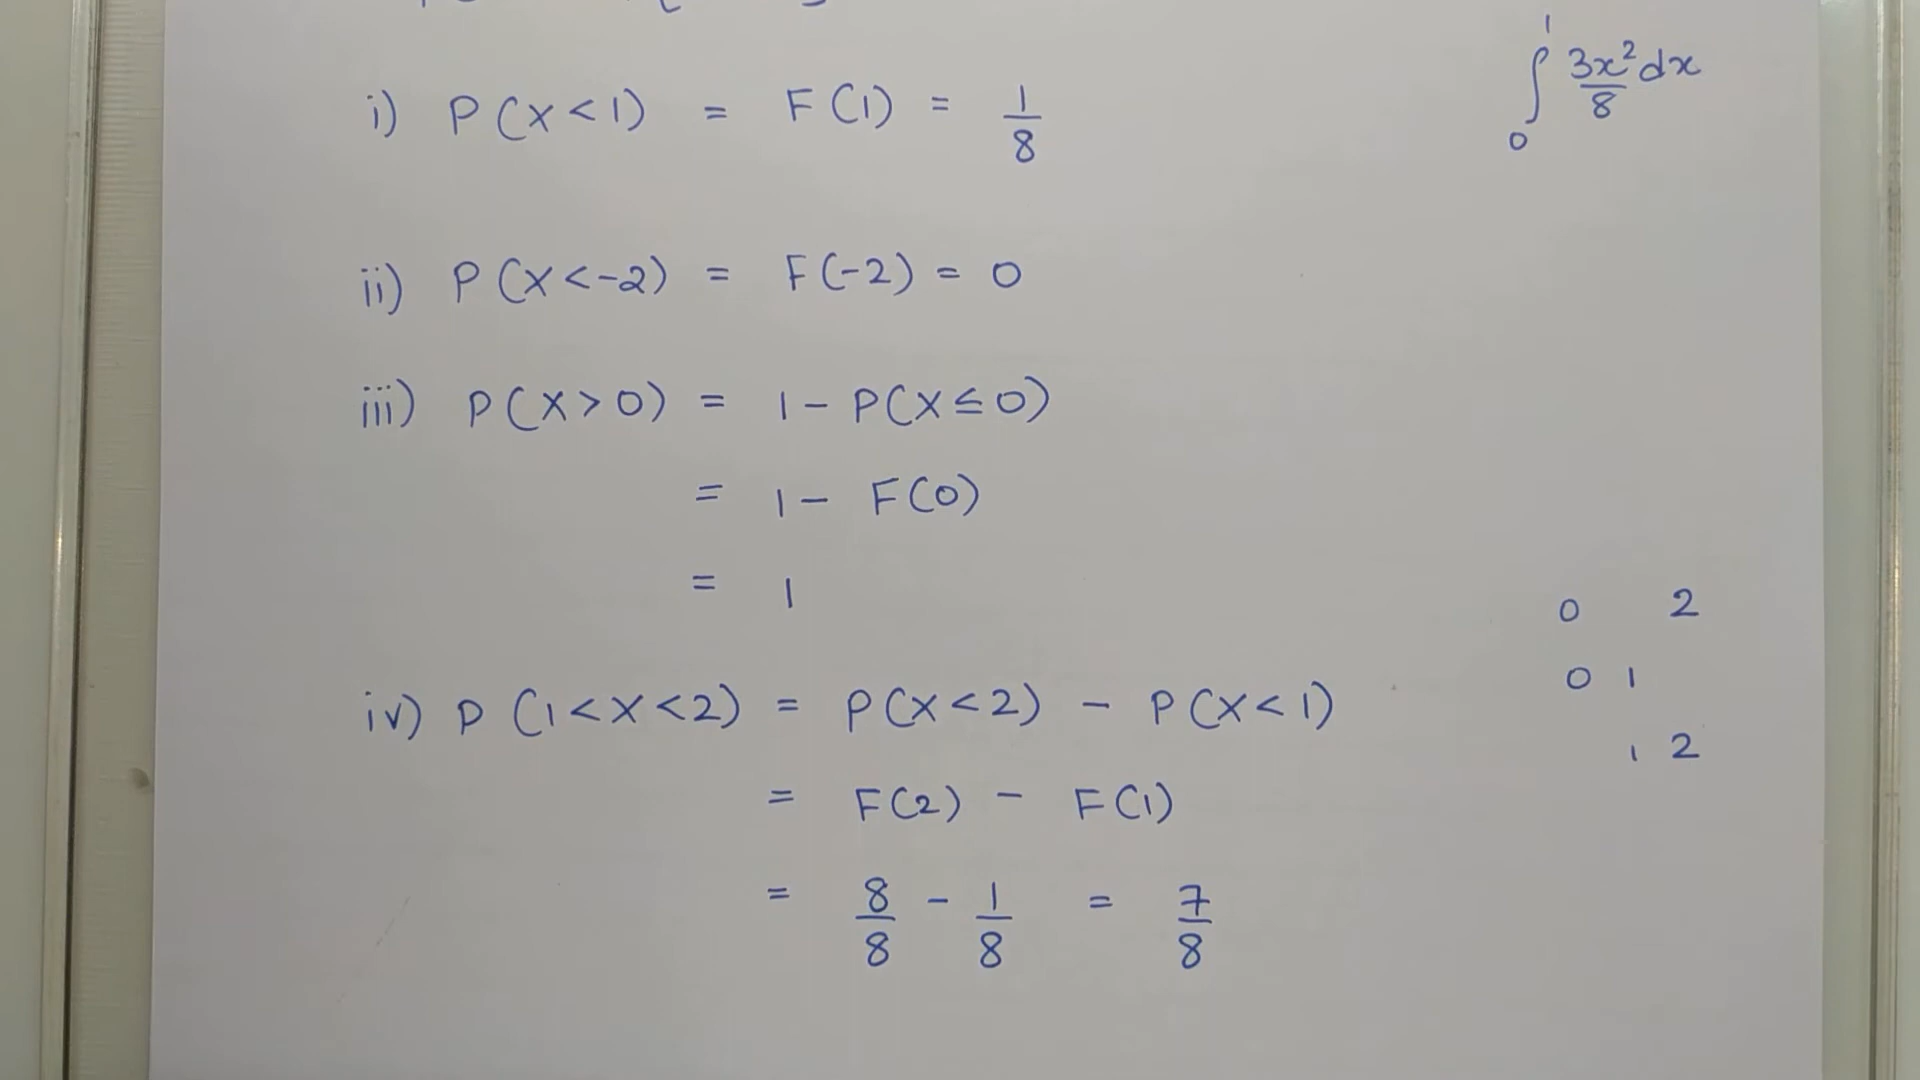 i) P(X<1) = F(1) = 1/8
∫₀¹ 3x²/8 dx
ii) P(X<-2) = F(-2) = 0
iii) P(X>0) = 1 - P(X≤0)
= 1 - F(0)
= 1
0 2
0 1
1 2
iv) P(1<X<2) = P(X<2) - P(X<1)
= F(2) - F(1)
= 8/8 - 1/8 = 7/8